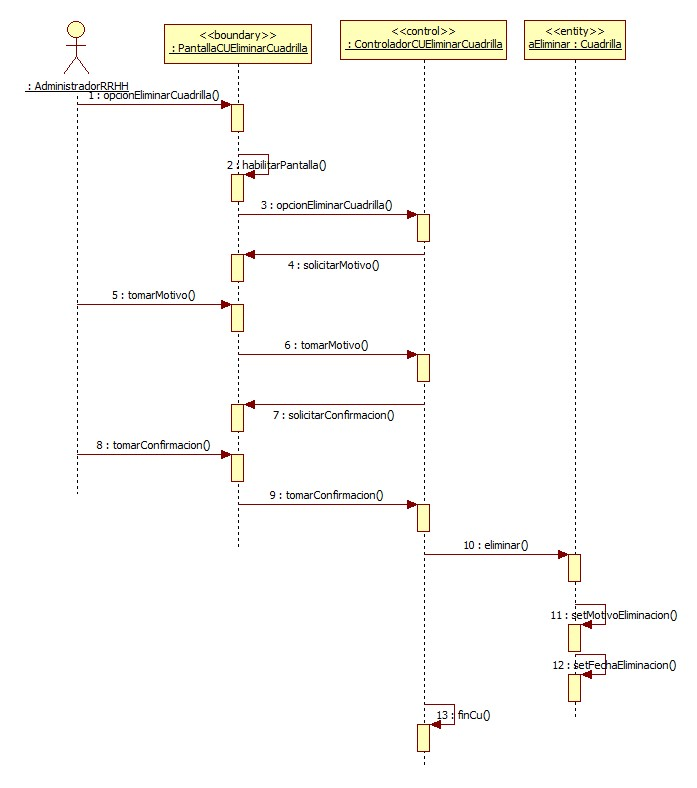 <<boundary>>
: PantallaCUEliminarCuadrilla
<<control>>
: ControladorCUEliminarCuadrilla
<<entity>>
aEliminar : Cuadrilla
: AdministradorRRHH
1 : opcionEliminarCuadrilla()
2 : habilitarPantalla()
3 : opcionEliminarCuadrilla()
4 : solicitarMotivo()
5 : tomarMotivo()
6 : tomarMotivo()
7 : solicitarConfirmacion()
8 : tomarConfirmacion()
9 : tomarConfirmacion()
10 : eliminar()
11 : setMotivoEliminacion()
12 : setFechaEliminacion()
13 : finCu()